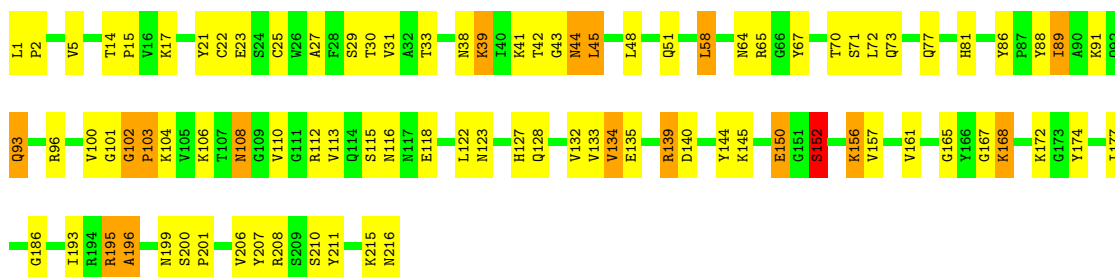 L1 P2 V5 T14 P15 V16 K17 Y21 G22 E23 S24 C25 W26 A27 F28 S29 T30 V31 A32 T33 N38 K39 I40 K41 T42 G43 N44 L45 L48 Q51 L58 N64 R65 G66 Y67 T70 S71 L72 Q73 Q77 H81 Y86 P87 Y88 I89 A90 K91
Q93 R96 V100 G101 G102 P103 K104 V105 K106 T107 N108 G109 V110 G111 R112 V113 Q114 S115 N116 N117 E118 L122 N123 H127 Q128 V132 V133 V134 E135 R139 D140 Y144 K145 E150 G151 S152 K156 V157 V161 G165 Y166 G167 K168 K172 G173 Y174 I177
G186 I193 R194 R195 A196 N199 S200 P201 V206 Y207 R208 S209 S210 Y211 K215 N216